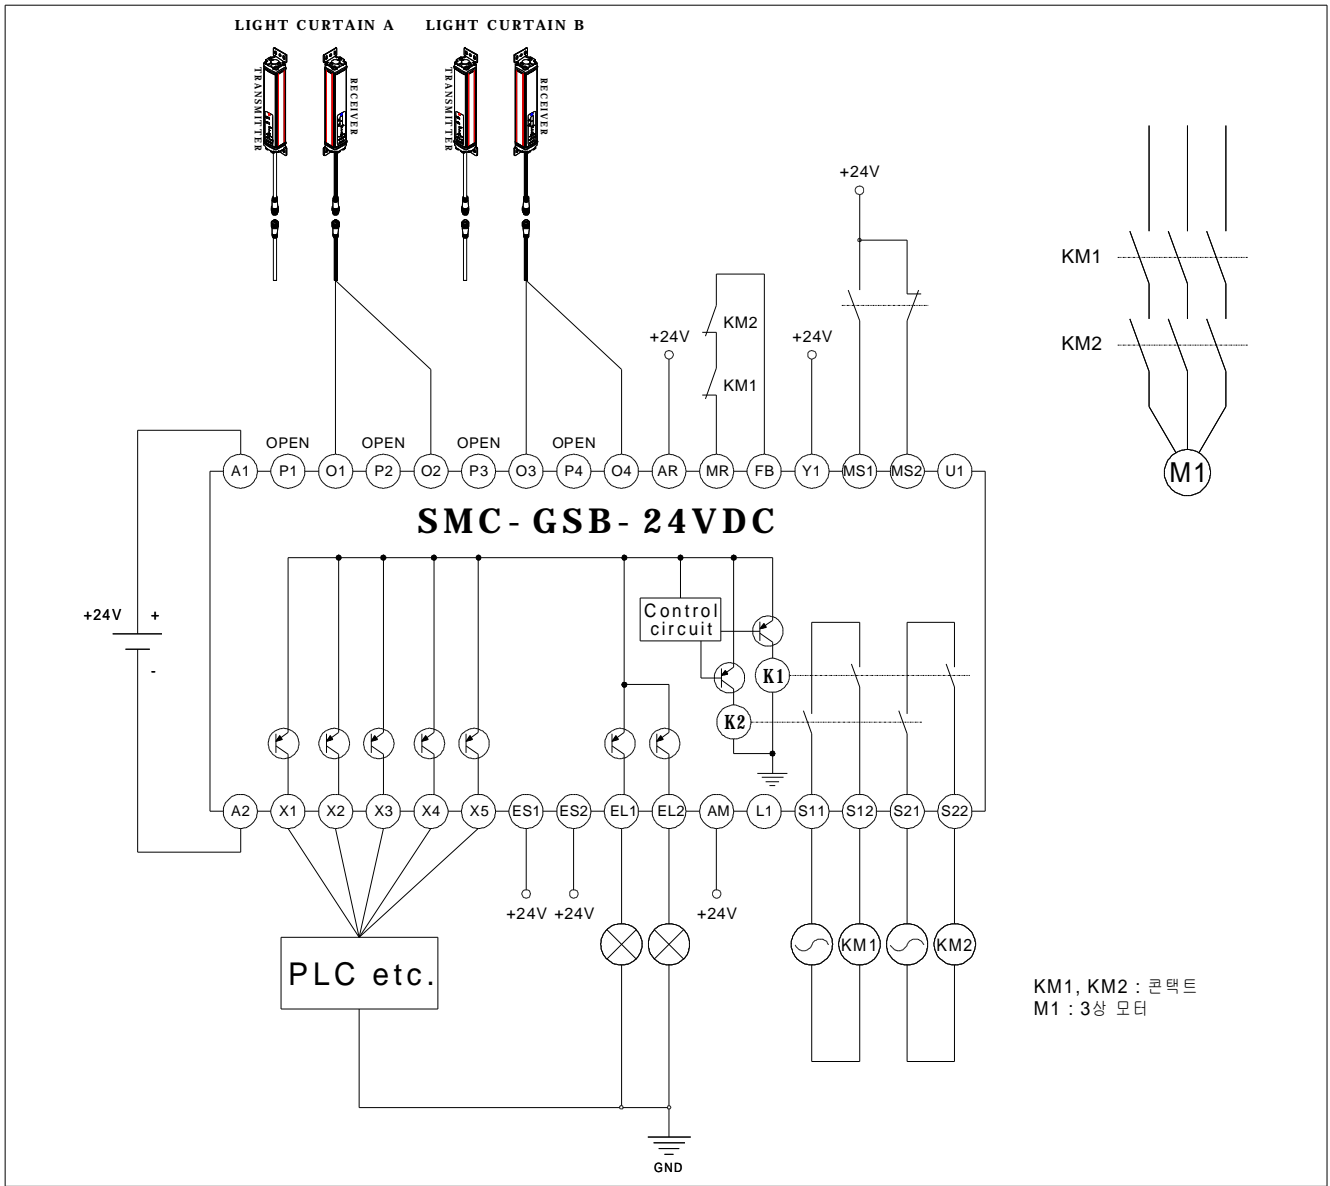 LIGHT CURTAIN A
LIGHT CURTAIN B
TRANSMITTER
RECEIVER
TRANSMITTER
RECEIVER
+24V
KM1
KM2
M1
KM2
KM1
+24V
+24V
OPEN
OPEN
OPEN
OPEN
A1
P1
O1
P2
O2
P3
O3
P4
O4
AR
MR
FB
Y1
MS1
MS2
U1
SMC- GSB- 24VDC
+24V
+
-
Control
circuit
K1
K2
A2
X1
X2
X3
X4
X5
ES1
ES2
EL1
EL2
AM
L1
S11
S12
S21
S22
+24V
+24V
+24V
PLC etc.
KM1
KM2
KM1, KM2 : 콘택트
M1 : 3상 모터
GND